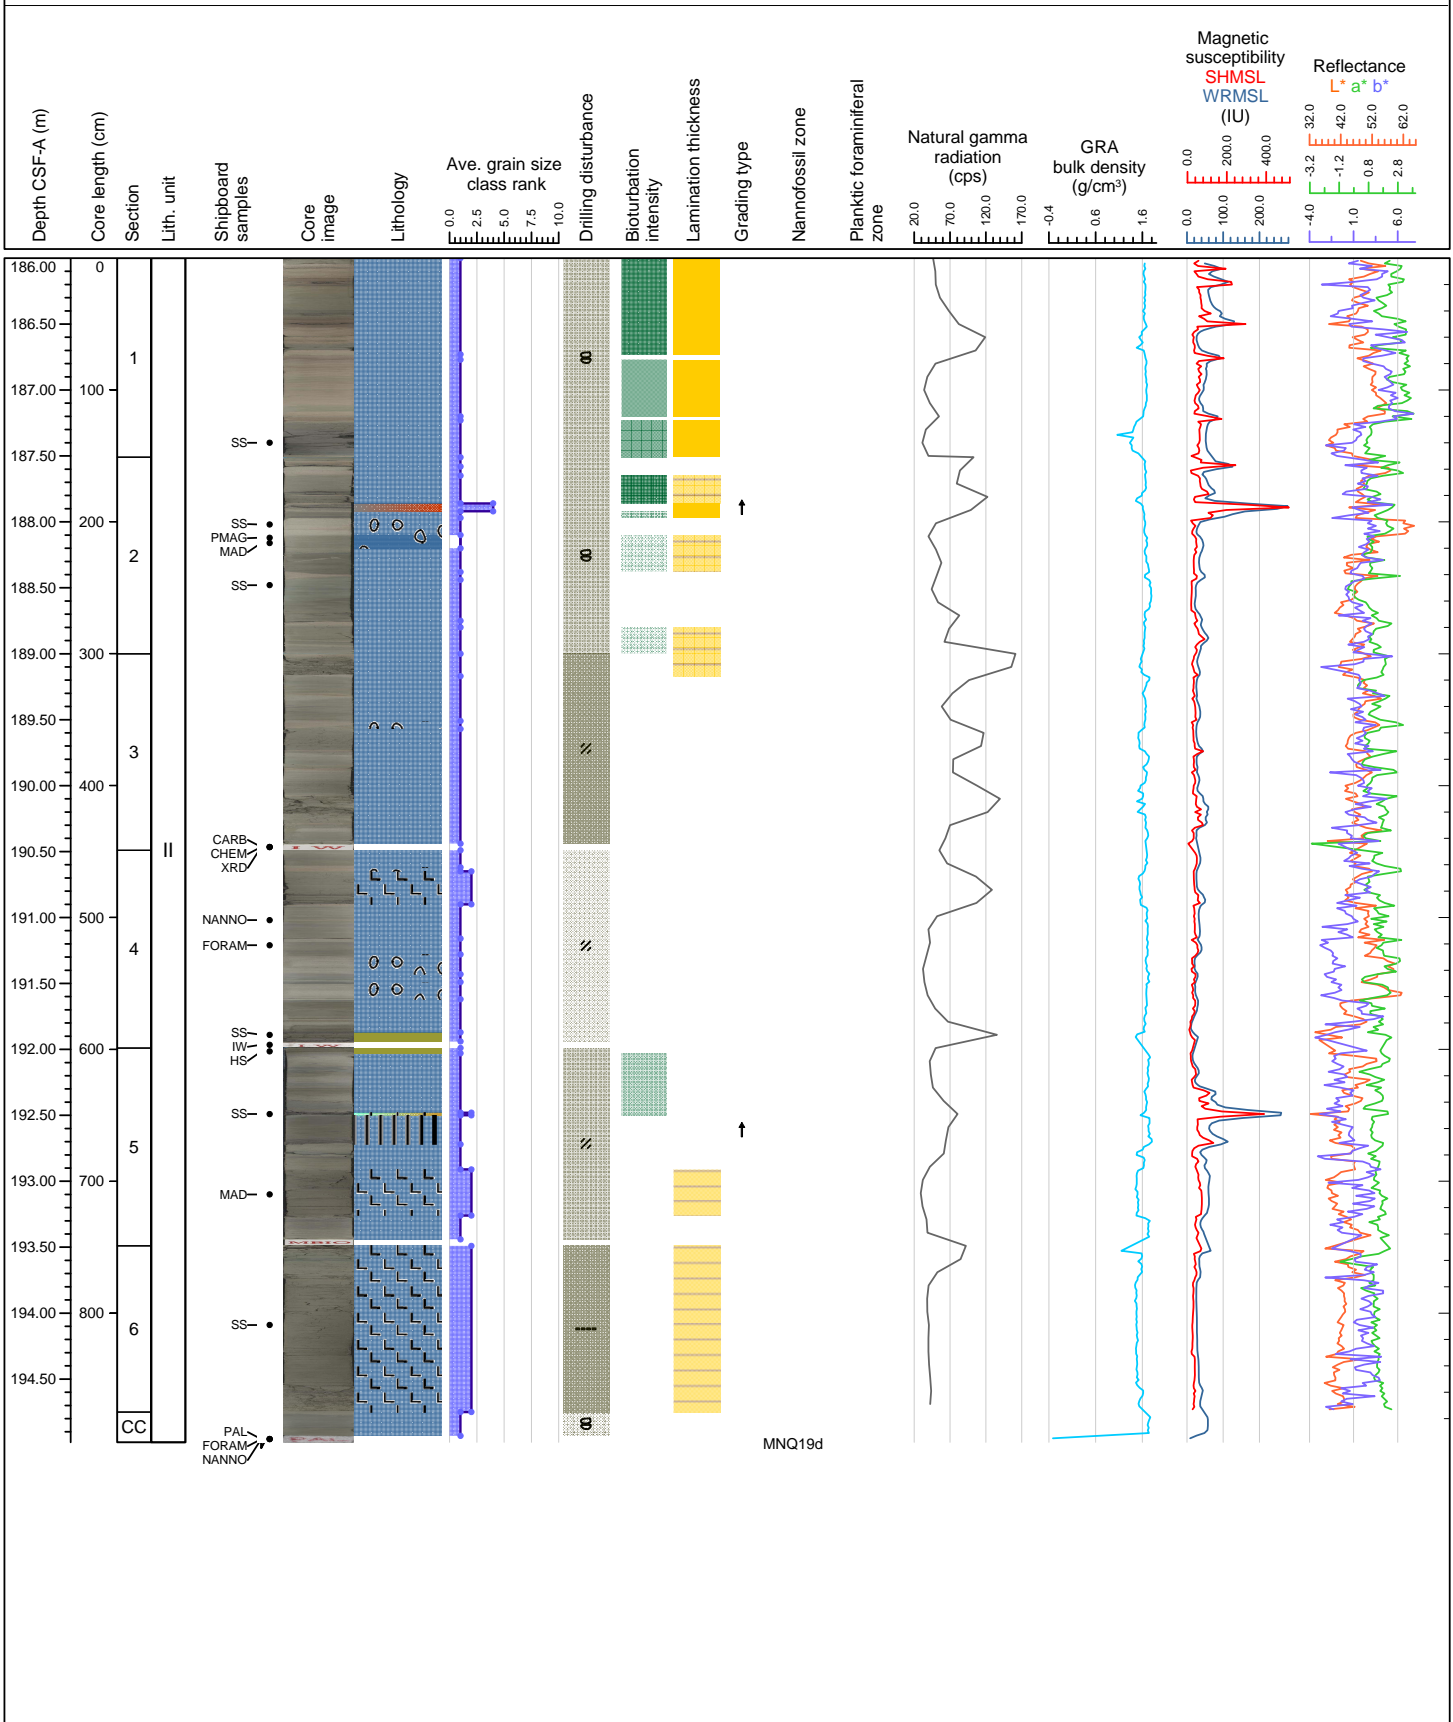 Depth CSF-A (m)
Core length (cm)
Section
Lith. unit
Shipboard
samples
Core
image
Lithology
Ave. grain size
class rank
0.0
2.5
5.0
7.5
10.0
Drilling disturbance
Bioturbation
intensity
Lamination thickness
Grading type
Nannofossil zone
Planktic foraminiferal
zone
Natural gamma
radiation
(cps)
20.0
70.0
120.0
170.0
GRA
bulk density
(g/cm³)
-0.4
0.6
1.6
Magnetic
susceptibility
SHMSL
WRMSL
(IU)
0.0
200.0
400.0
0.0
100.0
200.0
Reflectance
L* a* b*
32.0
42.0
52.0
62.0
-3.2
-1.2
0.8
2.8
-4.0
1.0
6.0
186.00
186.50
187.00
187.50
188.00
188.50
189.00
189.50
190.00
190.50
191.00
191.50
192.00
192.50
193.00
193.50
194.00
194.50
0
100
200
300
400
500
600
700
800
1
2
3
4
5
6
CC
II
SS
SS
PMAG
MAD
SS
CARB
CHEM
XRD
NANNO
FORAM
SS
IW
HS
SS
MAD
SS
PAL
FORAM
NANNO
I W
I W
MBIO
PAL
MNQ19d